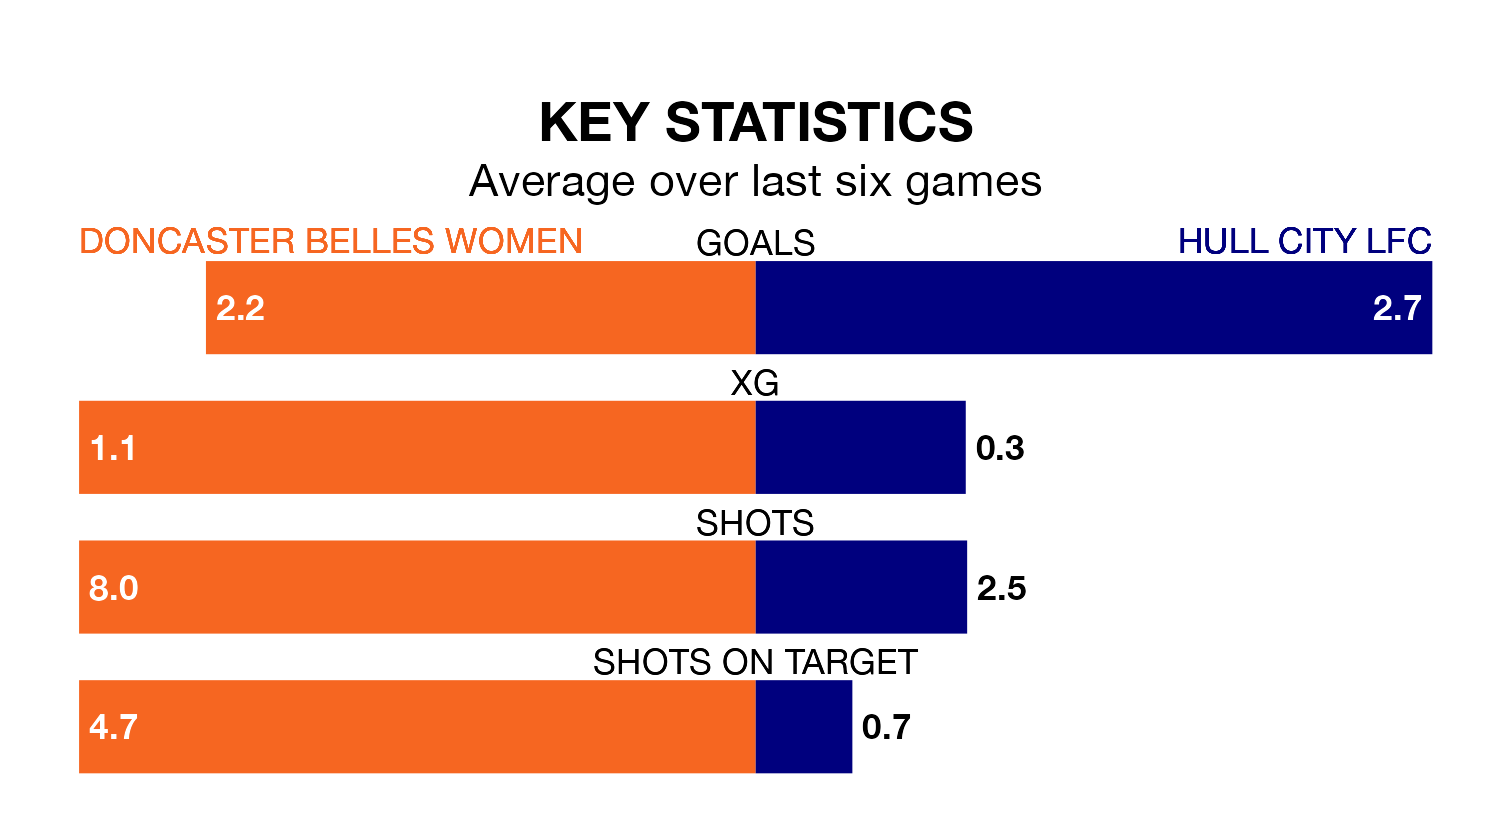 KEY STATISTICS
Average over last six games
DONCASTER BELLES WOMEN GOALS HULL CITY LFC
2.2 2.7
XG
1.1 0.3
SHOTS
8.0 2.5
SHOTS ON TARGET
4.7 0.7